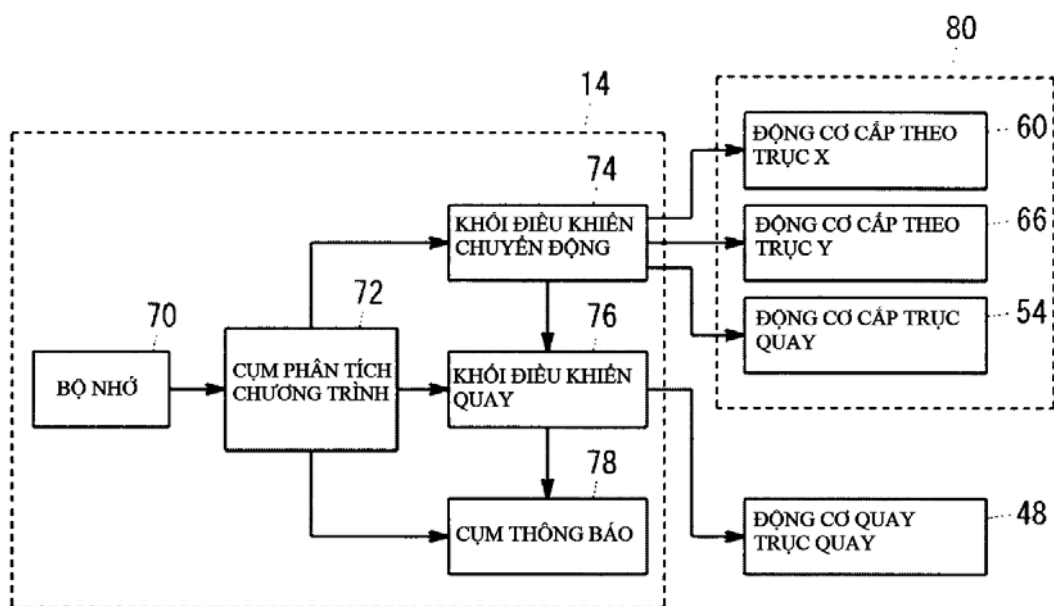 80
14
60
ĐỘNG CƠ CẤP THEO
TRỤC X
74
KHỐI ĐIỀU KHIỂN
CHUYỂN ĐỘNG
66
ĐỘNG CƠ CẤP THEO
TRỤC Y
70
BỘ NHỚ
72
CỤM PHÂN TÍCH
CHƯƠNG TRÌNH
76
KHỐI ĐIỀU KHIỂN
QUAY
54
ĐỘNG CƠ CẤP TRỤC
QUAY
78
CỤM THÔNG BÁO
48
ĐỘNG CƠ QUAY
TRỤC QUAY